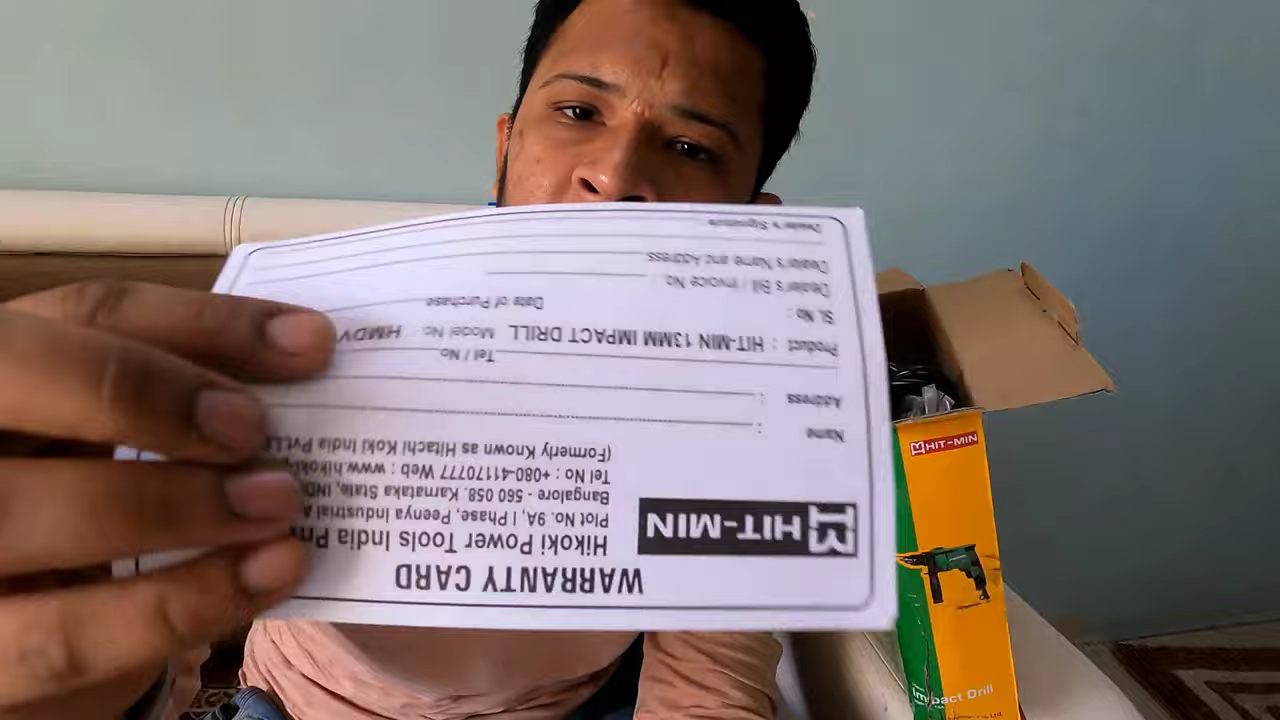 WARRANTY CARD
HIT-MIN
Hikoki Power Tools India
Plot No. 9A, I Phase, Peenya Industrial
Bangalore - 560 058. Karnataka State,
Tel No : +080-41170777 Web :
(Formerly Known as Hitachi Koki India
Name :
Address :
Tel / No
Product : HIT-MIN 13MM IMPACT DRILL Model No HMDV
SI. No : Date of Purchase
Dealer's Bill / Invoice No :
Dealer's Name and Address
Dealer's Signature
HIT-MIN
Impact Drill